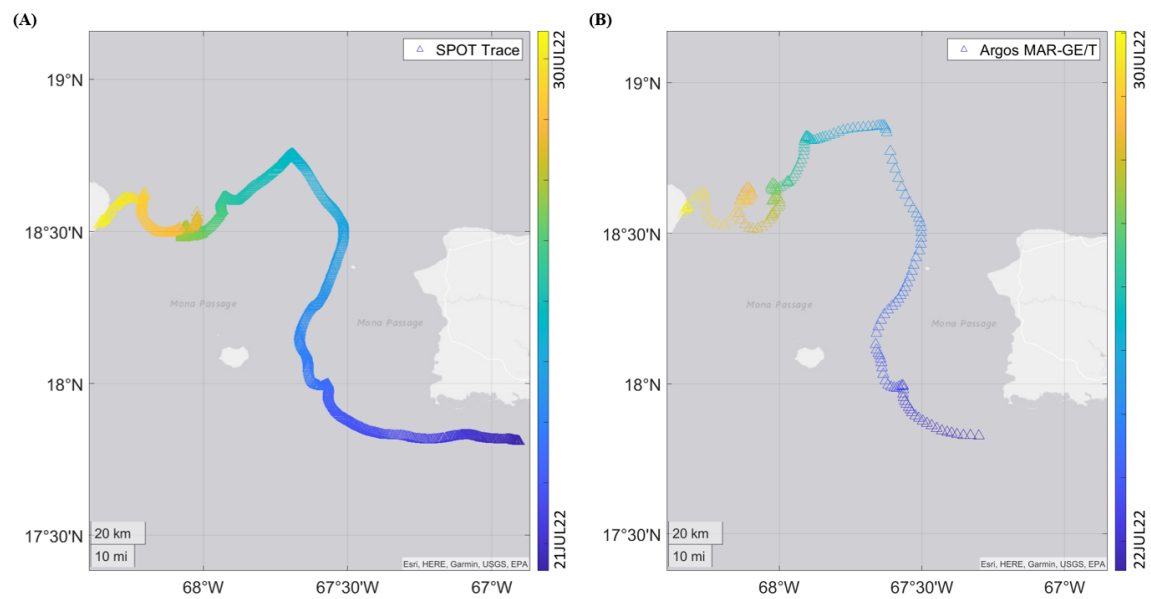 (A)
SPOT Trace
30JUL22
19°N
18°30'N
18°N
17°30'N
Mona Passage
Mona Passage
20 km
10 mi
Esri, HERE, Garmin, USGS, EPA
21JUL22
68°W
67°30'W
67°W
(B)
Argos MAR-GE/T
30JUL22
19°N
18°30'N
18°N
17°30'N
Mona Passage
Mona Passage
20 km
10 mi
Esri, HERE, Garmin, USGS, EPA
22JUL22
68°W
67°30'W
67°W